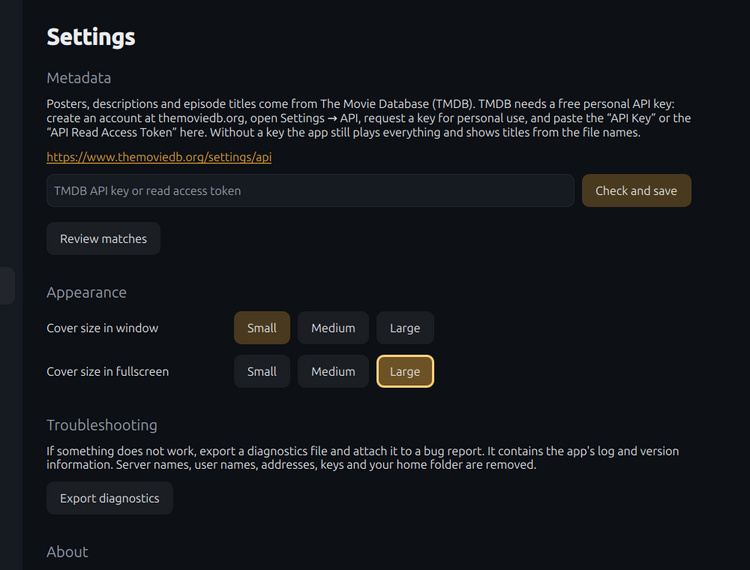 Settings
Metadata
Posters, descriptions and episode titles come from The Movie Database (TMDB). TMDB needs a free personal API key:
create an account at themoviedb.org, open Settings → API, request a key for personal use, and paste the “API Key” or the
“API Read Access Token” here. Without a key the app still plays everything and shows titles from the file names.
https://www.themoviedb.org/settings/api
TMDB API key or read access token
Check and save
Review matches
Appearance
Cover size in window
Small
Medium
Large
Cover size in fullscreen
Small
Medium
Large
Troubleshooting
If something does not work, export a diagnostics file and attach it to a bug report. It contains the app's log and version
information. Server names, user names, addresses, keys and your home folder are removed.
Export diagnostics
About